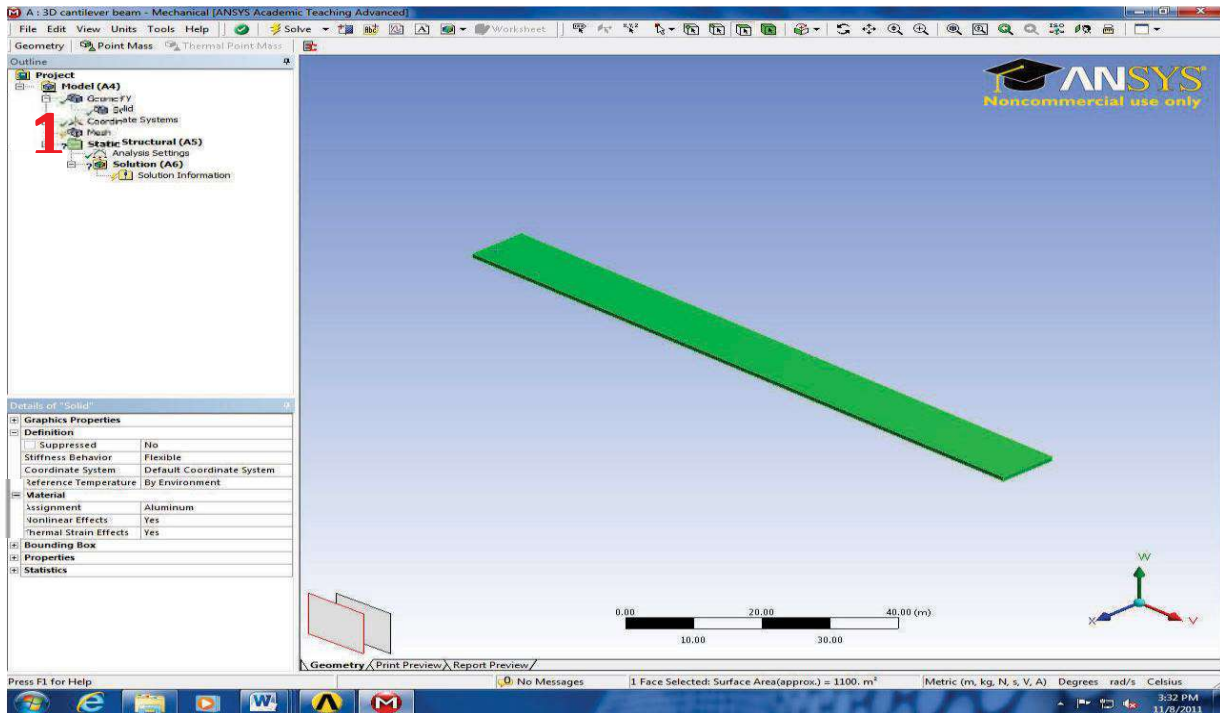 A : 3D cantilever beam - Mechanical [ANSYS Academic Teaching Advanced]
File Edit View Units Tools Help Solve Worksheet
Geometry Point Mass Thermal Point Mass
Outline
Project
Model (A4)
Geometry
Solid
Coordinate Systems
Mesh
1
Static Structural (A5)
Analysis Settings
Solution (A6)
Solution Information
ANSYS
Noncommercial use only
Details of "Solid"
Graphics Properties
Definition
Suppressed No
Stiffness Behavior Flexible
Coordinate System Default Coordinate System
Reference Temperature By Environment
Material
Assignment Aluminum
Nonlinear Effects Yes
Thermal Strain Effects Yes
Bounding Box
Properties
Statistics
0.00 20.00 40.00 (m)
10.00 30.00
X
Geometry Print Preview Report Preview
Press F1 for Help No Messages 1 Face Selected: Surface Area(approx.) = 1100. m² Metric (m, kg, N, s, V, A) Degrees rad/s Celsius
3:32 PM
11/8/2011